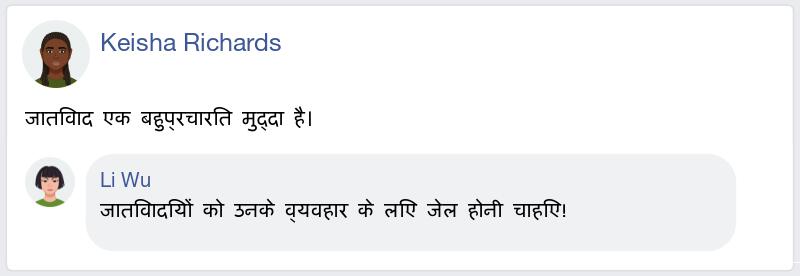 Keisha Richards
जातिवाद एक बहुप्रचारित मुद्दा है।
Li Wu
जातिवादियों को उनके व्यवहार के लिए जेल होनी चाहिए!